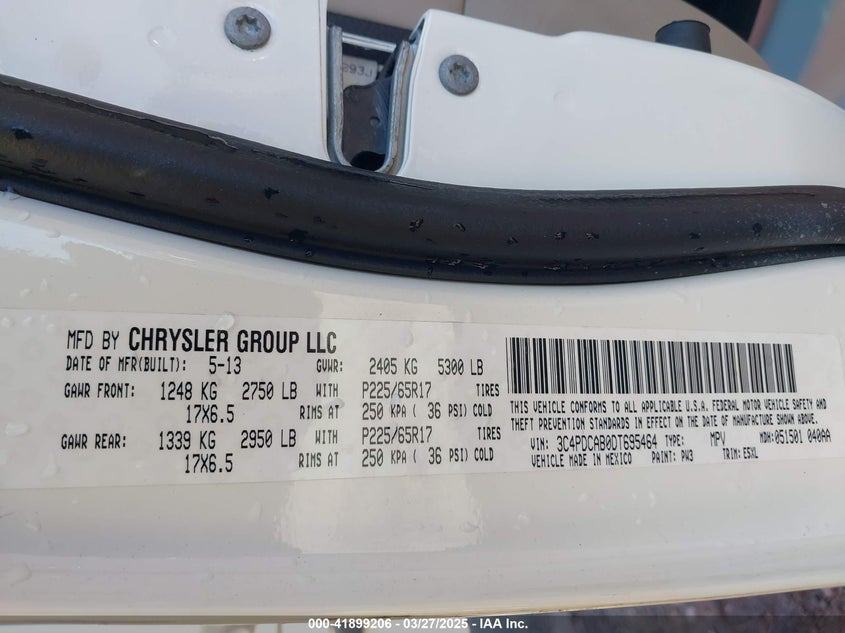 293J
MFD BY CHRYSLER GROUP LLC
DATE OF MFR(BUILT): 5-13 GVWR: 2405 KG 5300 LB
GAWR FRONT: 1248 KG 2750 LB WITH P225/65R17 TIRES
17X6.5 RIMS AT 250 KPA ( 36 PSI) COLD
GAWR REAR: 1339 KG 2950 LB WITH P225/65R17 TIRES
17X6.5 RIMS AT 250 KPA ( 36 PSI) COLD
THIS VEHICLE CONFORMS TO ALL APPLICABLE U.S.A. FEDERAL MOTOR VEHICLE SAFETY AND
THEFT PREVENTION STANDARDS IN EFFECT ON THE DATE OF MANUFACTURE SHOWN ABOVE.
VIN: 3C4PDCAB0DT695464 TYPE: MPV MDH: 051501 040AA
VEHICLE MADE IN MEXICO PAINT: PW3 TRIM: E5XL
000-41899206 - 03/27/2025 - IAA Inc.